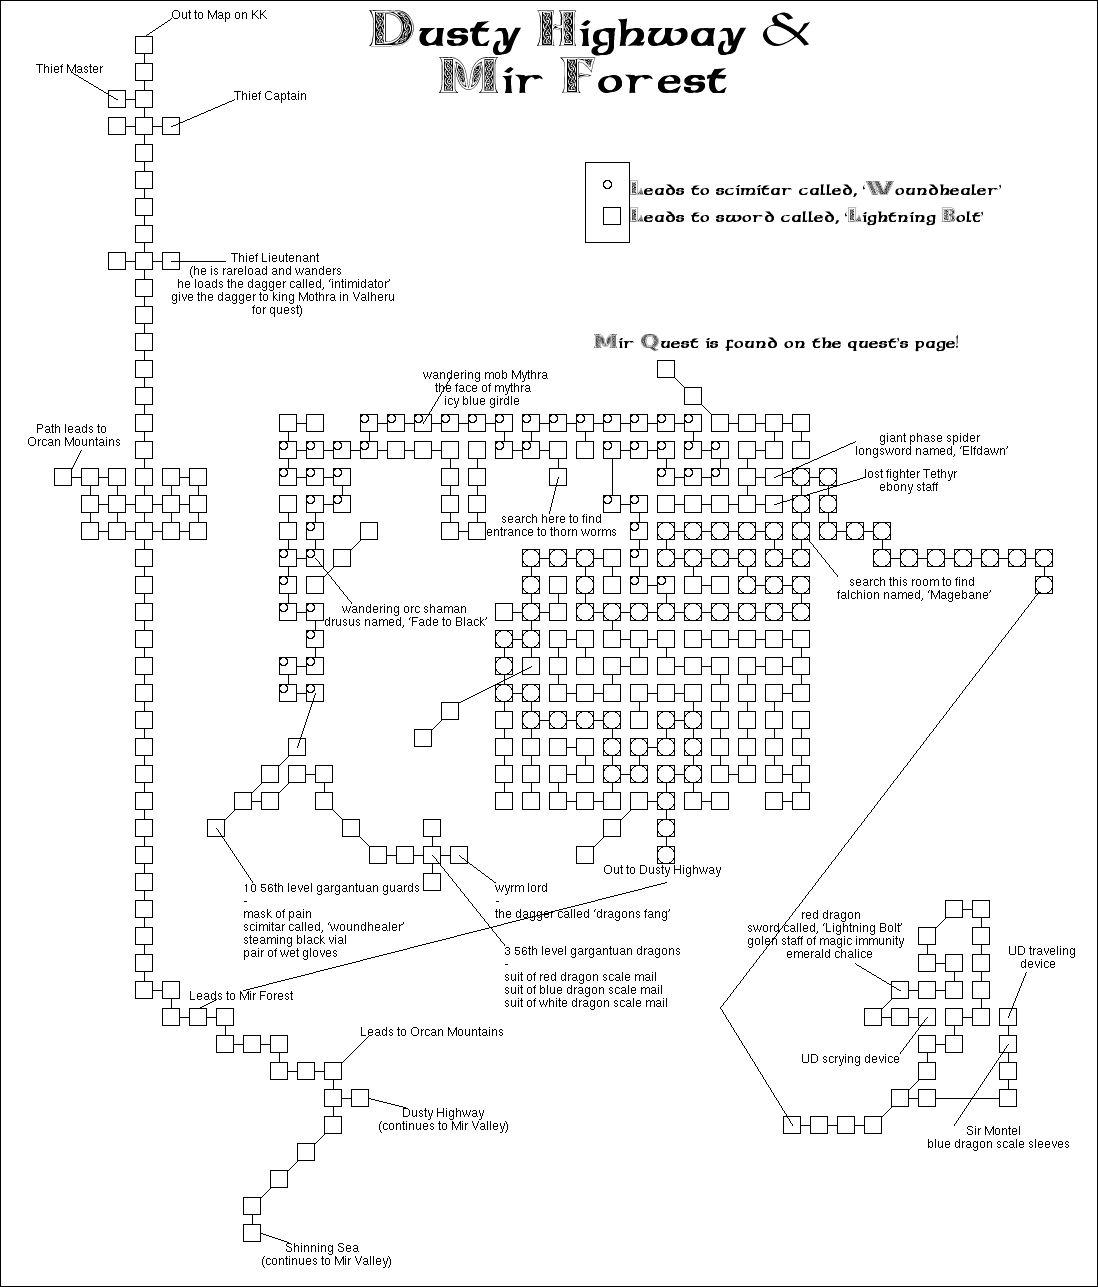 Out to Map on KK
Dusty Highway &
Mir Forest
Thief Master
Thief Captain
Leads to scimitar called, 'Woundhealer'
Leads to sword called, 'Lightning Bolt'
Thief Lieutenant
(he is rareload and wanders
he loads the dagger called, 'intimidator'
give the dagger to king Mothra in Valheru
for quest)
Mir Quest is found on the quest's page!
wandering mob Mythra
the face of mythra
icy blue girdle
Path leads to
Orcan Mountains
giant phase spider
longsword named, 'Elfdawn'
lost fighter Tethyr
ebony staff
search here to find
entrance to thorn worms
search this room to find
falchion named, 'Magebane'
wandering orc shaman
drusus named, 'Fade to Black'
Out to Dusty Highway
10 56th level gargantuan guards
-
mask of pain
scimitar called, 'woundhealer'
steaming black vial
pair of wet gloves
wyrm lord
-
the dagger called 'dragons fang'
3 56th level gargantuan dragons
-
suit of red dragon scale mail
suit of blue dragon scale mail
suit of white dragon scale mail
red dragon
sword called, 'Lightning Bolt'
golen staff of magic immunity
emerald chalice
UD traveling
device
Leads to Mir Forest
Leads to Orcan Mountains
UD scrying device
Dusty Highway
(continues to Mir Valley)
Sir Montel
blue dragon scale sleeves
Shinning Sea
(continues to Mir Valley)